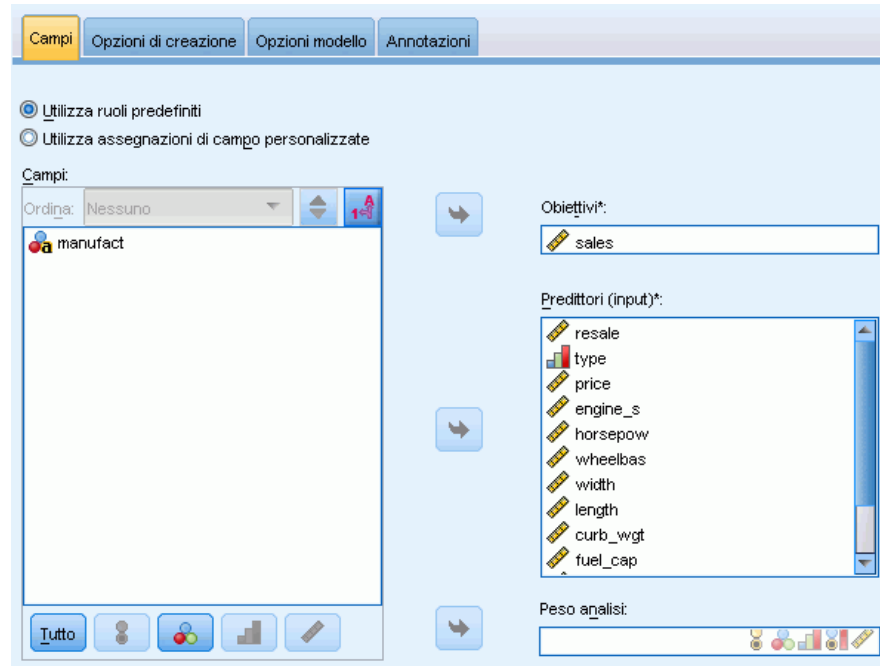 Campi Opzioni di creazione Opzioni modello Annotazioni
Utilizza ruoli predefiniti
Utilizza assegnazioni di campo personalizzate
Campi:
Ordina: Nessuno
manufact
Tutto
Obiettivi*:
sales
Predittori (input)*:
resale
type
price
engine_s
horsepow
wheelbas
width
length
curb_wgt
fuel_cap
Peso analisi: